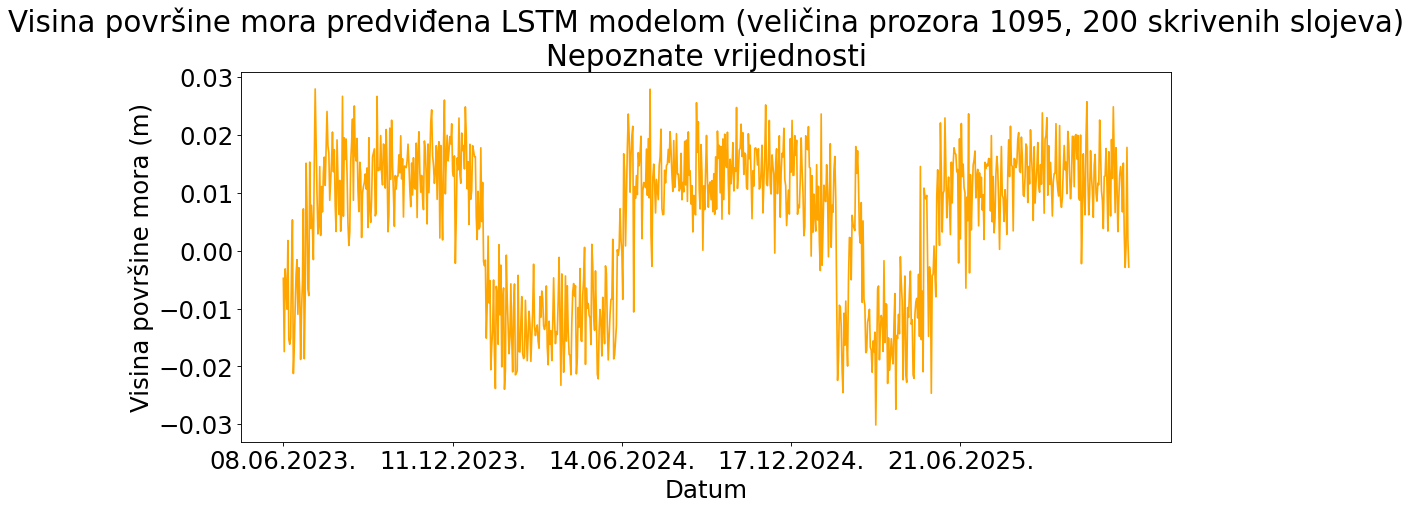 Visina površine mora predviđena LSTM modelom (veličina prozora 1095, 200 skrivenih slojeva)
Nepoznate vrijednosti
Visina površine mora (m)
0.03
0.02
0.01
0.00
−0.01
−0.02
−0.03
08.06.2023. 11.12.2023. 14.06.2024. 17.12.2024. 21.06.2025.
Datum